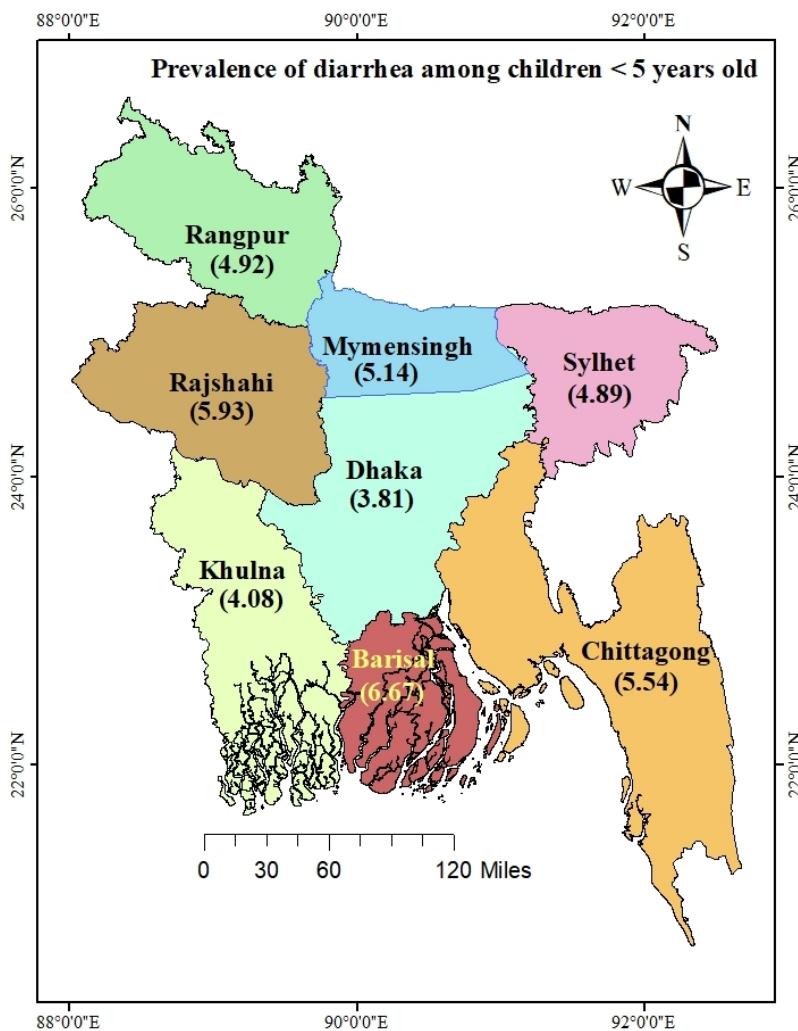 88°0'0"E 90°0'0"E 92°0'0"E
Prevalence of diarrhea among children < 5 years old
N
W E
S
26°0'0"N 26°0'0"N
Rangpur
(4.92)
Mymensingh
(5.14)
Sylhet
(4.89)
Rajshahi
(5.93)
Dhaka
(3.81)
24°0'0"N 24°0'0"N
Khulna
(4.08)
Barisal
(6.67)
Chittagong
(5.54)
22°0'0"N 22°0'0"N
0 30 60 120 Miles
88°0'0"E 90°0'0"E 92°0'0"E